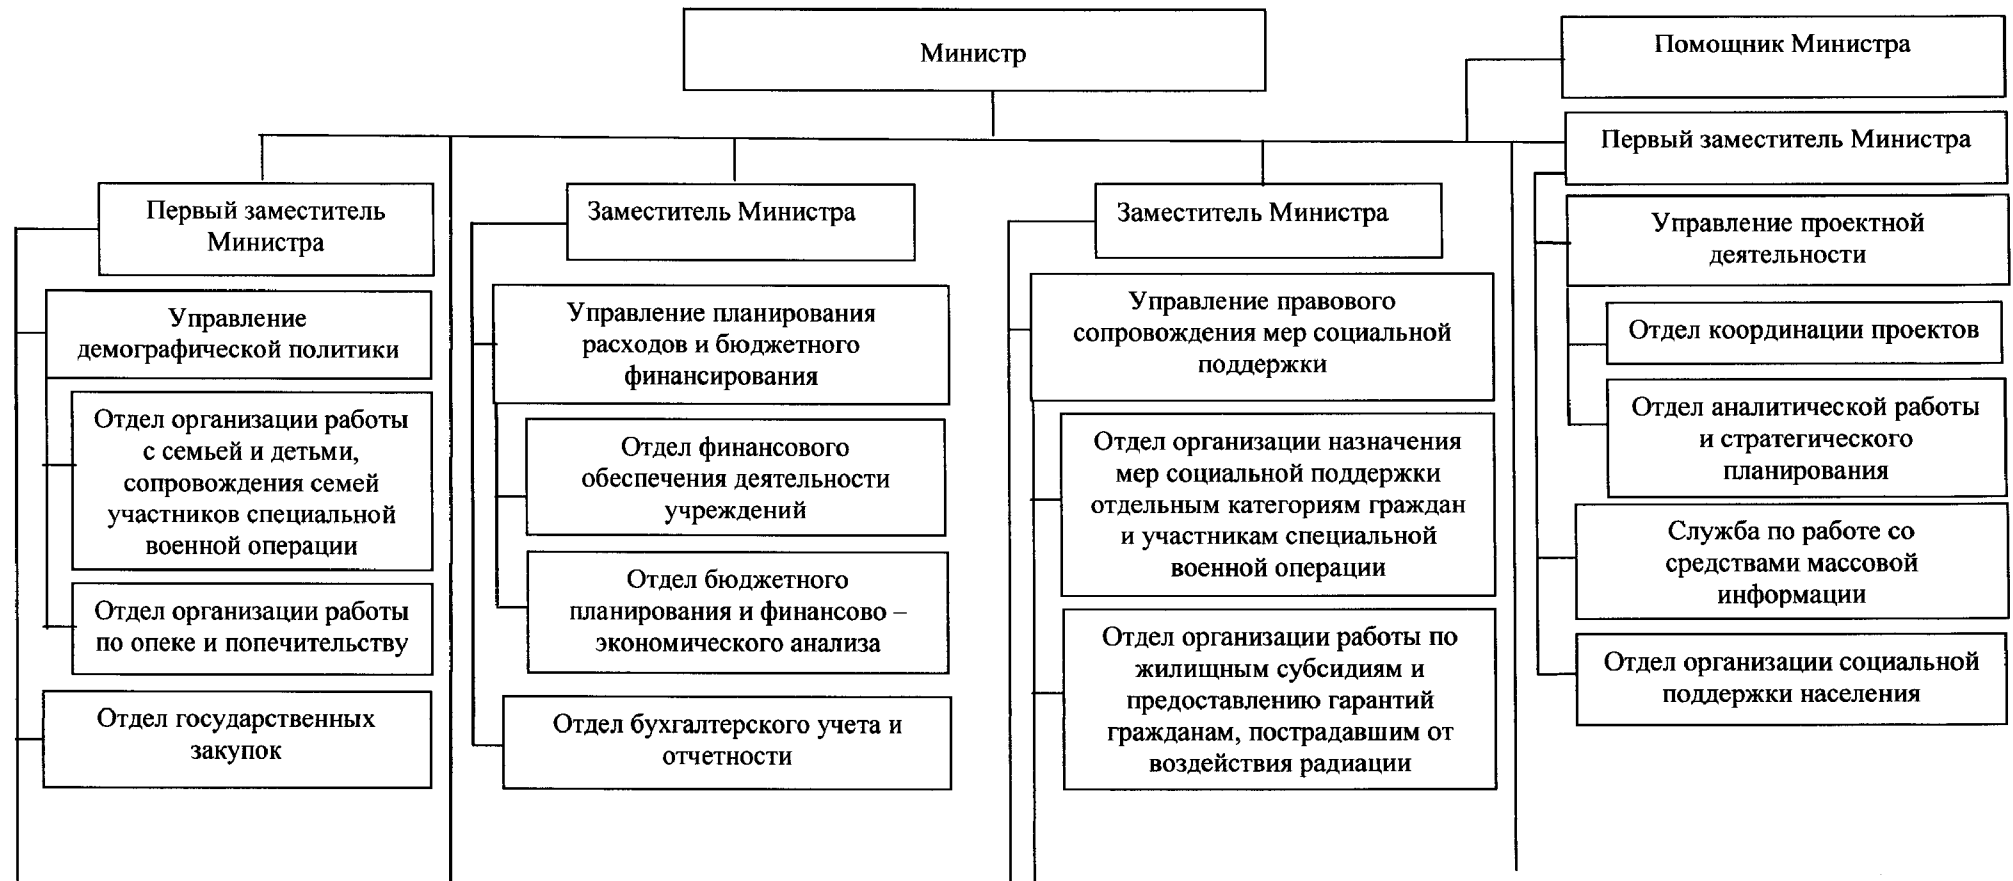 Министр
Помощник Министра
Первый заместитель Министра
Первый заместитель
Министра
Заместитель Министра
Заместитель Министра
Управление
демографической политики
Отдел организации работы
с семьей и детьми,
сопровождения семей
участников специальной
военной операции
Отдел организации работы
по опеке и попечительству
Отдел государственных
закупок
Управление планирования
расходов и бюджетного
финансирования
Отдел финансового
обеспечения деятельности
учреждений
Отдел бюджетного
планирования и финансово –
экономического анализа
Отдел бухгалтерского учета и
отчетности
Управление правового
сопровождения мер социальной
поддержки
Отдел организации назначения
мер социальной поддержки
отдельным категориям граждан
и участникам специальной
военной операции
Отдел организации работы по
жилищным субсидиям и
предоставлению гарантий
гражданам, пострадавшим от
воздействия радиации
Управление проектной
деятельности
Отдел координации проектов
Отдел аналитической работы
и стратегического
планирования
Служба по работе со
средствами массовой
информации
Отдел организации социальной
поддержки населения